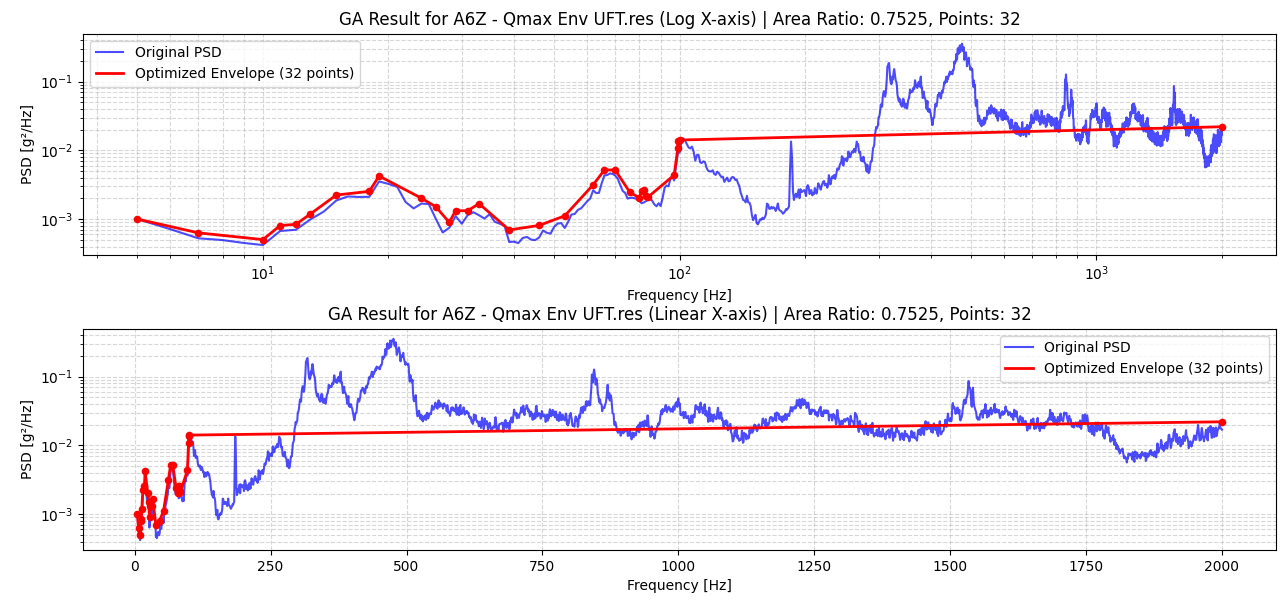 GA Result for A6Z - Qmax Env UFT.res (Log X-axis) | Area Ratio: 0.7525, Points: 32
Original PSD
Optimized Envelope (32 points)
PSD [g²/Hz]
10⁻¹
10⁻²
10⁻³
10¹
10²
10³
Frequency [Hz]
GA Result for A6Z - Qmax Env UFT.res (Linear X-axis) | Area Ratio: 0.7525, Points: 32
Original PSD
Optimized Envelope (32 points)
PSD [g²/Hz]
10⁻¹
10⁻²
10⁻³
0 250 500 750 1000 1250 1500 1750 2000
Frequency [Hz]